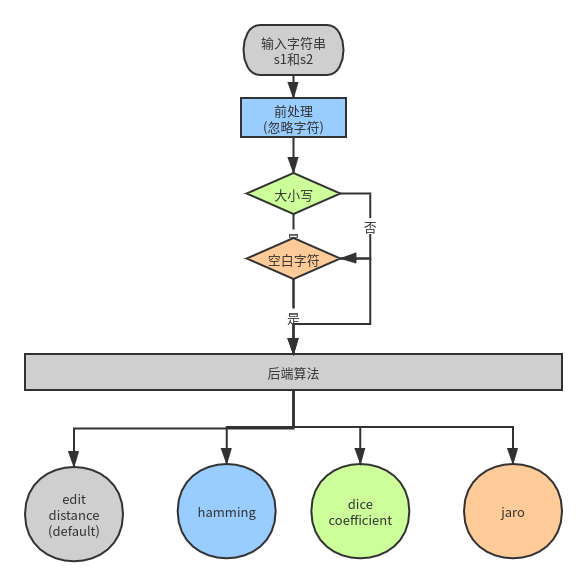 输入字符串
s1和s2
前处理
(忽略字符)
大小写
否
是
空白字符
是
后端算法
edit
distance
(default)
hamming
dice
coefficient
jaro